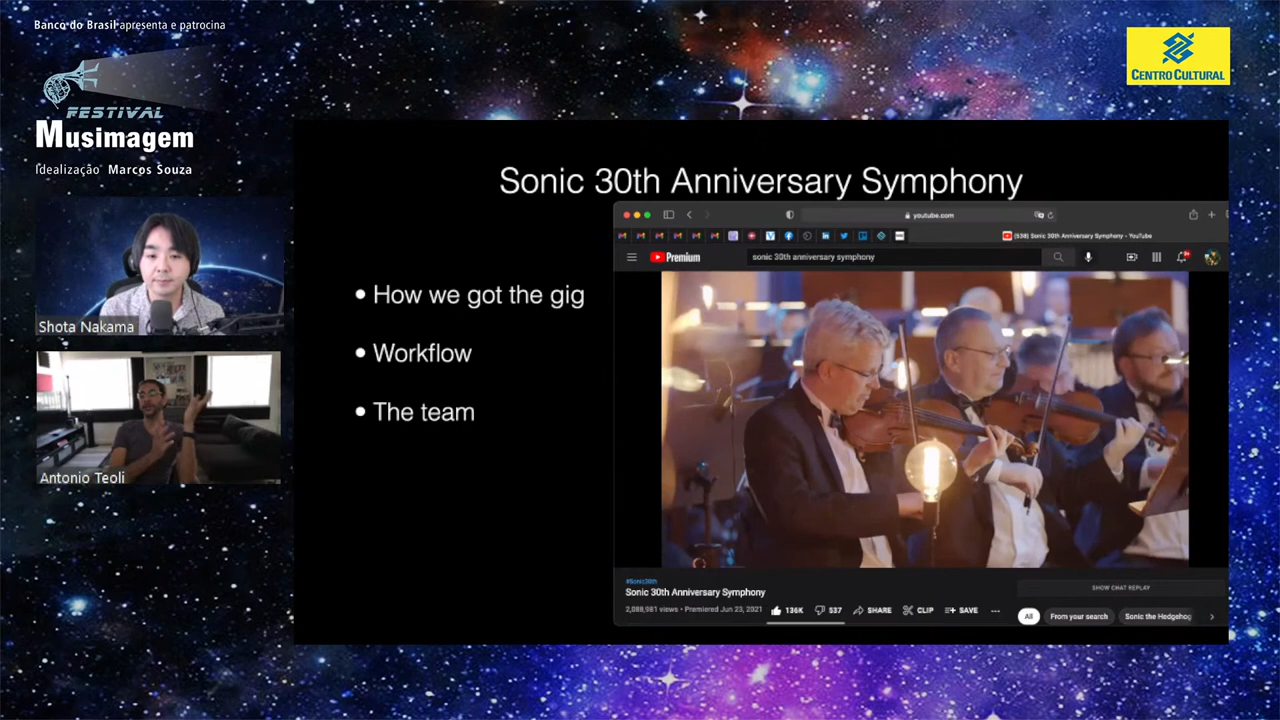 Banco do Brasil apresenta e patrocina
FESTIVAL
Musimagem
Idealização Marcos Souza
CENTRO CULTURAL
Shota Nakama
Antonio Teoli
Sonic 30th Anniversary Symphony
• How we got the gig
• Workflow
• The team
youtube.com
(538) Sonic 30th Anniversary Symphony - YouTube
Premium
sonic 30th anniversary symphony
#Sonic30th
Sonic 30th Anniversary Symphony
2,088,981 views • Premiered Jun 23, 2021
136K
537
SHARE
CLIP
SAVE
SHOW CHAT REPLAY
All
From your search
Sonic the Hedgehog